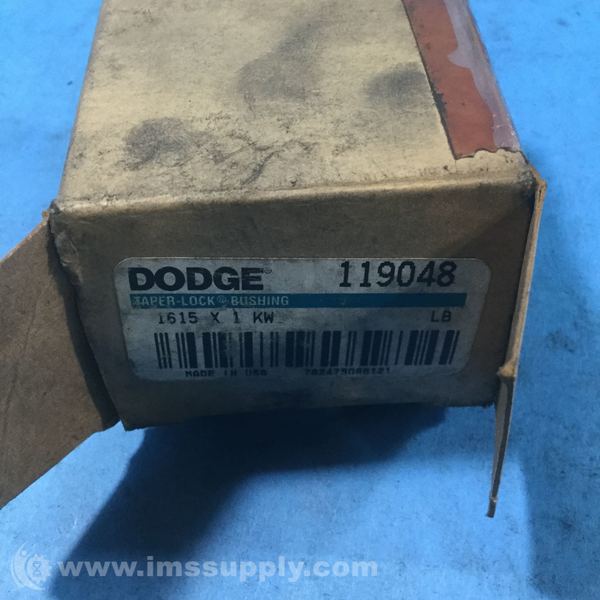 DODGE® 119048
TAPER-LOCK® BUSHING
1615 X 1 KW LB
MADE IN USA
www.imssupply.com